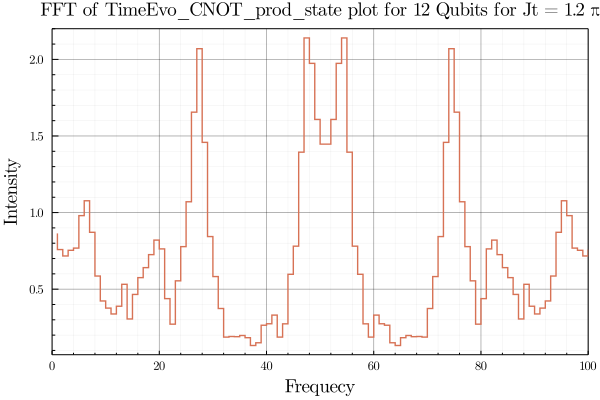 FFT of TimeEvo_CNOT_prod_state plot for 12 Qubits for Jt = 1.2 π
2.0
1.5
1.0
0.5
Intensity
0 20 40 60 80 100
Frequecy